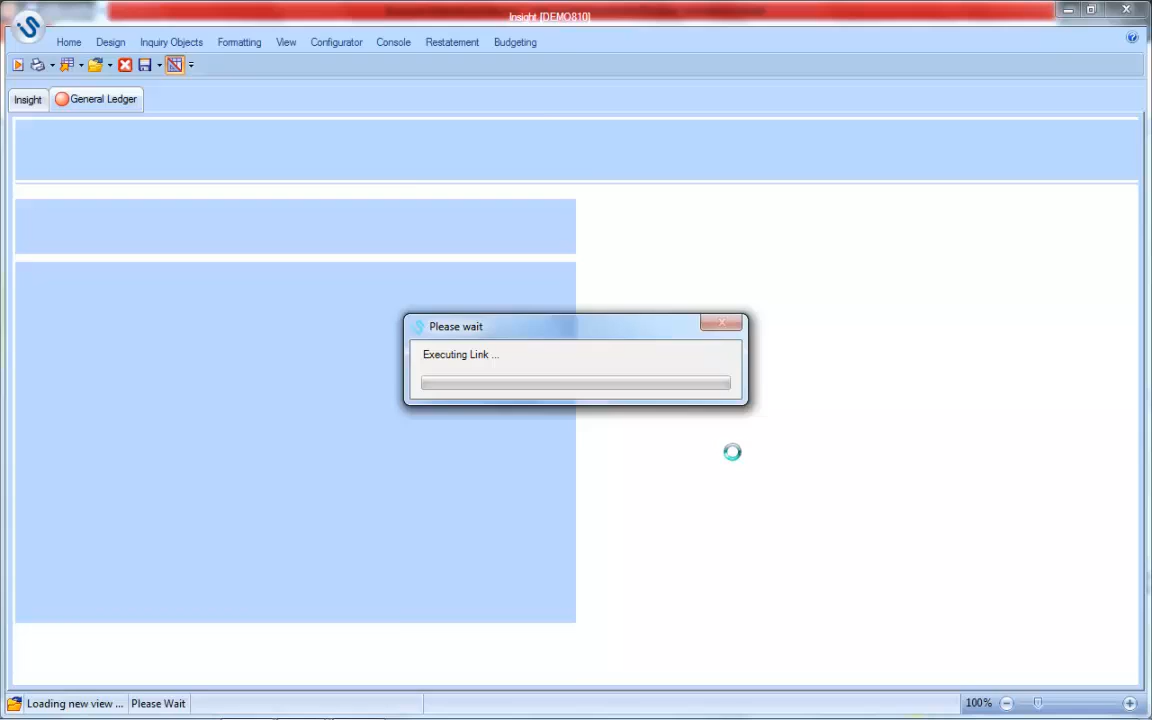 Insight [DEMO810]
Home Design Inquiry Objects Formatting View Configurator Console Restatement Budgeting
Insight General Ledger
Please wait
Executing Link ...
Loading new view ... Please Wait 100%